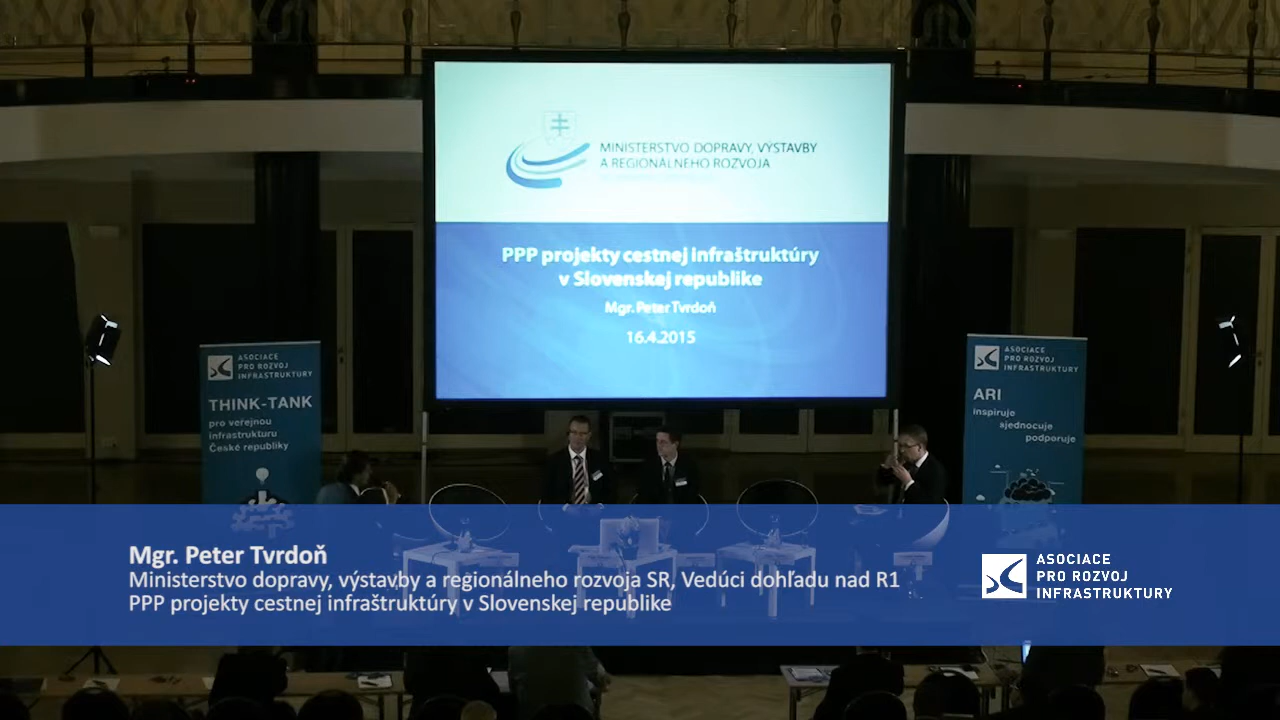 MINISTERSTVO DOPRAVY, VÝSTAVBY
A REGIONÁLNEHO ROZVOJA
PPP projekty cestnej infraštruktúry
v Slovenskej republike
Mgr. Peter Tvrdoň
16.4.2015
ASOCIACE
PRO ROZVOJ
INFRASTRUKTURY
THINK-TANK
pro veřejnou
infrastrukturu
České republiky
ASOCIACE
PRO ROZVOJ
INFRASTRUKTURY
ARI
inspiruje
sjednocuje
podporuje
Mgr. Peter Tvrdoň
Ministerstvo dopravy, výstavby a regionálneho rozvoja SR, Vedúci dohľadu nad R1
PPP projekty cestnej infraštruktúry v Slovenskej republike
ASOCIACE
PRO ROZVOJ
INFRASTRUKTURY